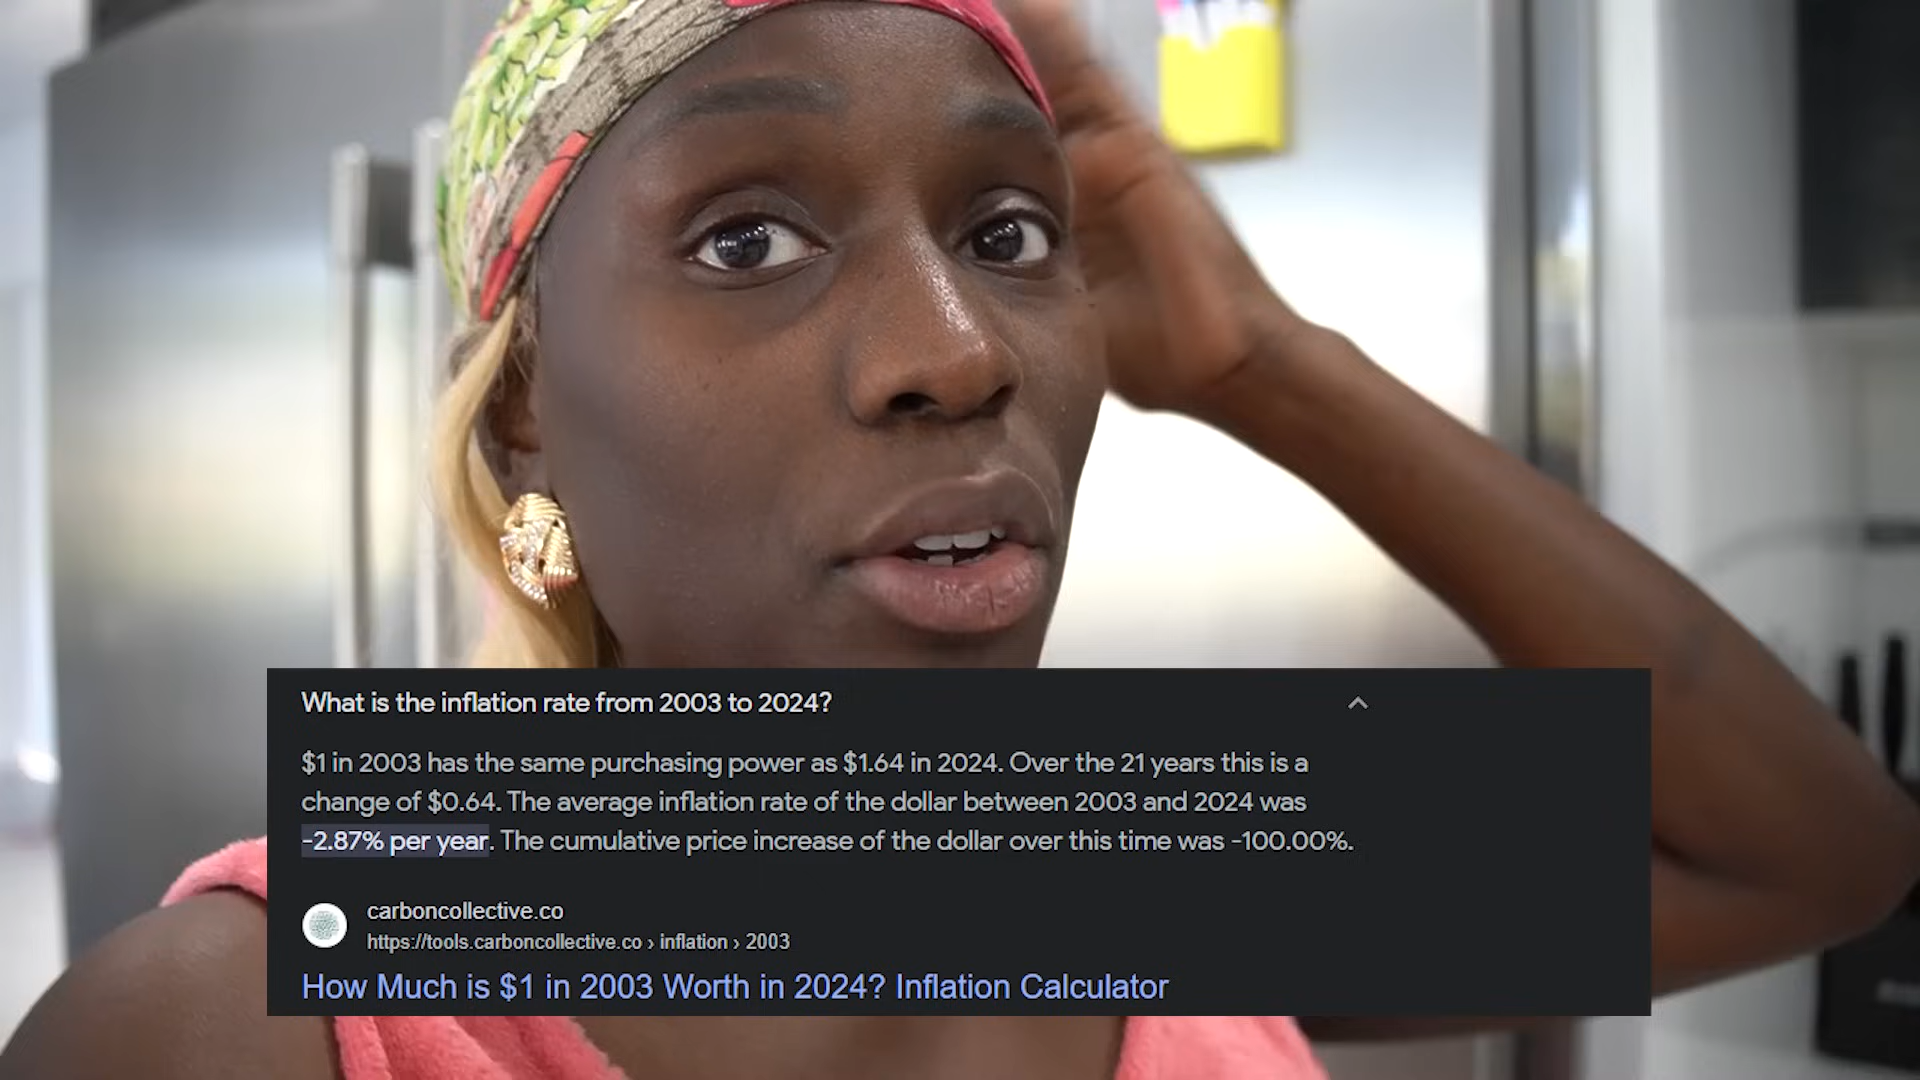 What is the inflation rate from 2003 to 2024?
$1 in 2003 has the same purchasing power as $1.64 in 2024. Over the 21 years this is a
change of $0.64. The average inflation rate of the dollar between 2003 and 2024 was
-2.87% per year. The cumulative price increase of the dollar over this time was -100.00%.
carboncollective.co
https://tools.carboncollective.co › inflation › 2003
How Much is $1 in 2003 Worth in 2024? Inflation Calculator